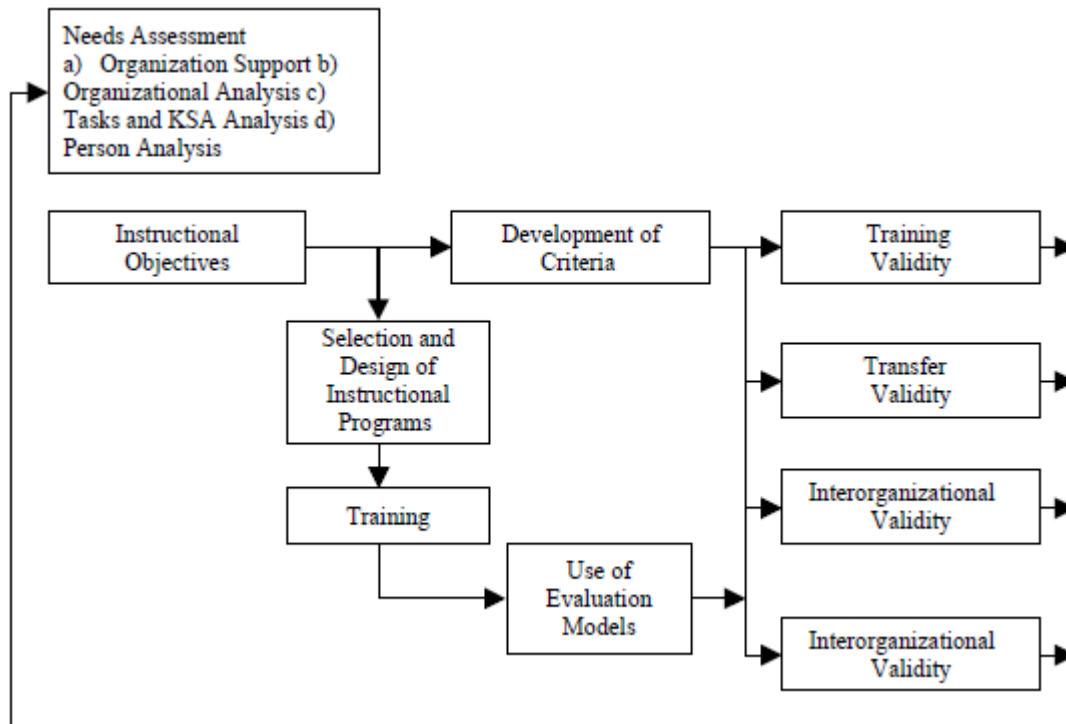 Needs Assessment
a) Organization Support b)
Organizational Analysis c)
Tasks and KSA Analysis d)
Person Analysis
Instructional
Objectives
Development of
Criteria
Training
Validity
Selection and
Design of
Instructional
Programs
Transfer
Validity
Training
Interorganizational
Validity
Use of
Evaluation
Models
Interorganizational
Validity